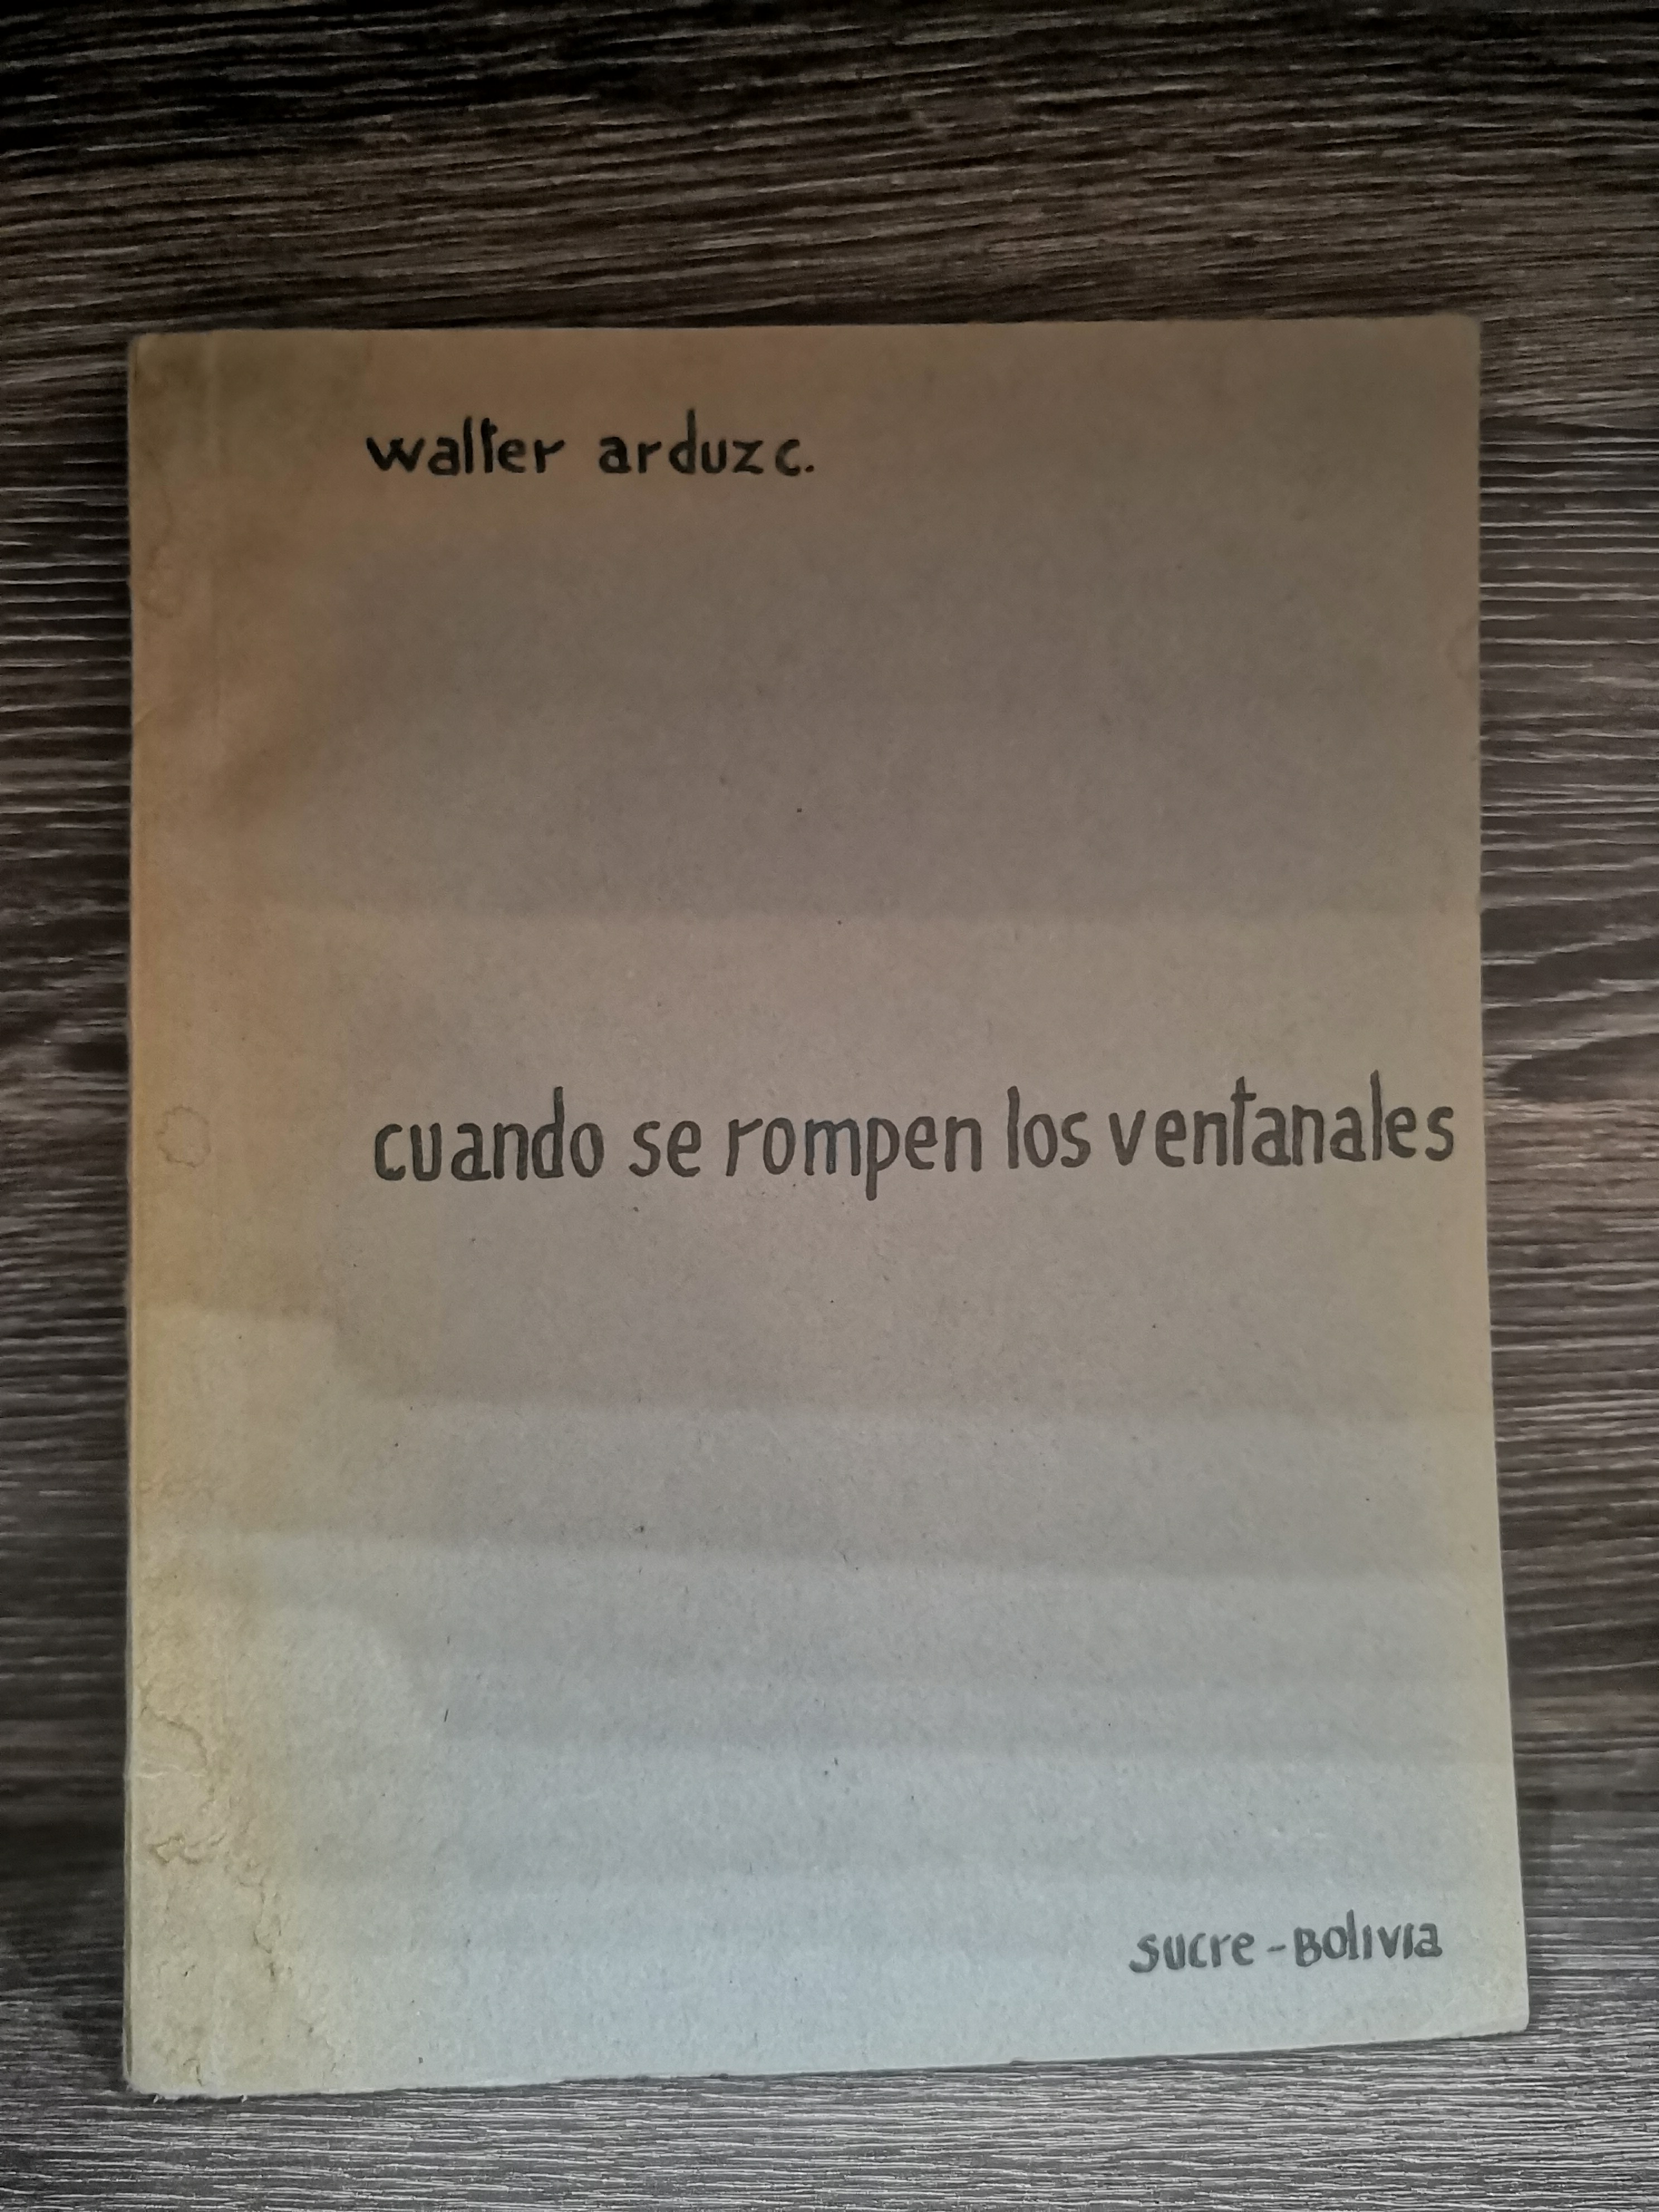 walter arduz c.
cuando se rompen los ventanales
sucre - Bolivia